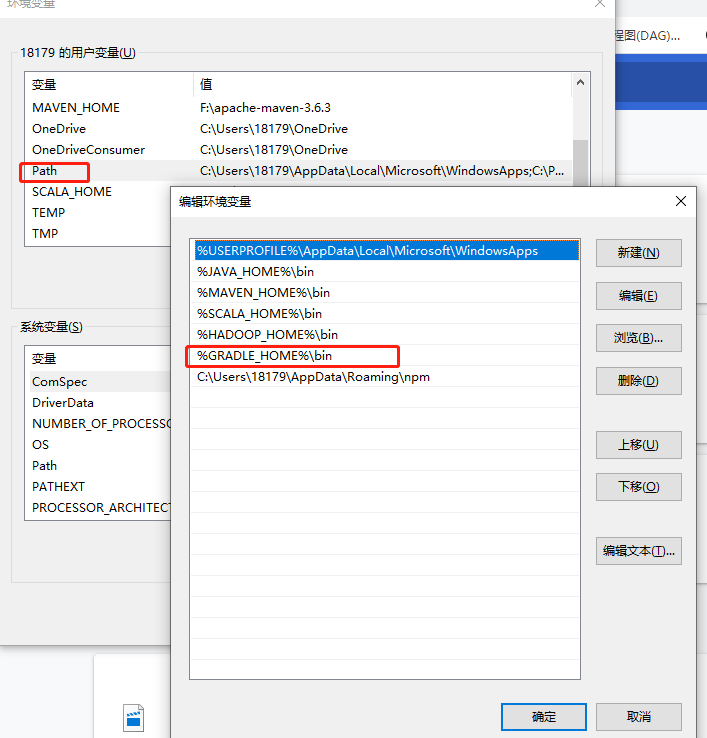 环境变量
程图(DAG)...
18179 的用户变量(U)
变量 值
MAVEN_HOME F:\apache-maven-3.6.3
OneDrive C:\Users\18179\OneDrive
OneDriveConsumer C:\Users\18179\OneDrive
Path C:\Users\18179\AppData\Local\Microsoft\WindowsApps;C:\P...
SCALA_HOME
TEMP
TMP
系统变量(S)
变量
ComSpec
DriverData
NUMBER_OF_PROCESSO
OS
Path
PATHEXT
PROCESSOR_ARCHITECT
编辑环境变量
%USERPROFILE%\AppData\Local\Microsoft\WindowsApps
%JAVA_HOME%\bin
%MAVEN_HOME%\bin
%SCALA_HOME%\bin
%HADOOP_HOME%\bin
%GRADLE_HOME%\bin
C:\Users\18179\AppData\Roaming\npm
新建(N)
编辑(E)
浏览(B)...
删除(D)
上移(U)
下移(O)
编辑文本(T)...
确定
取消